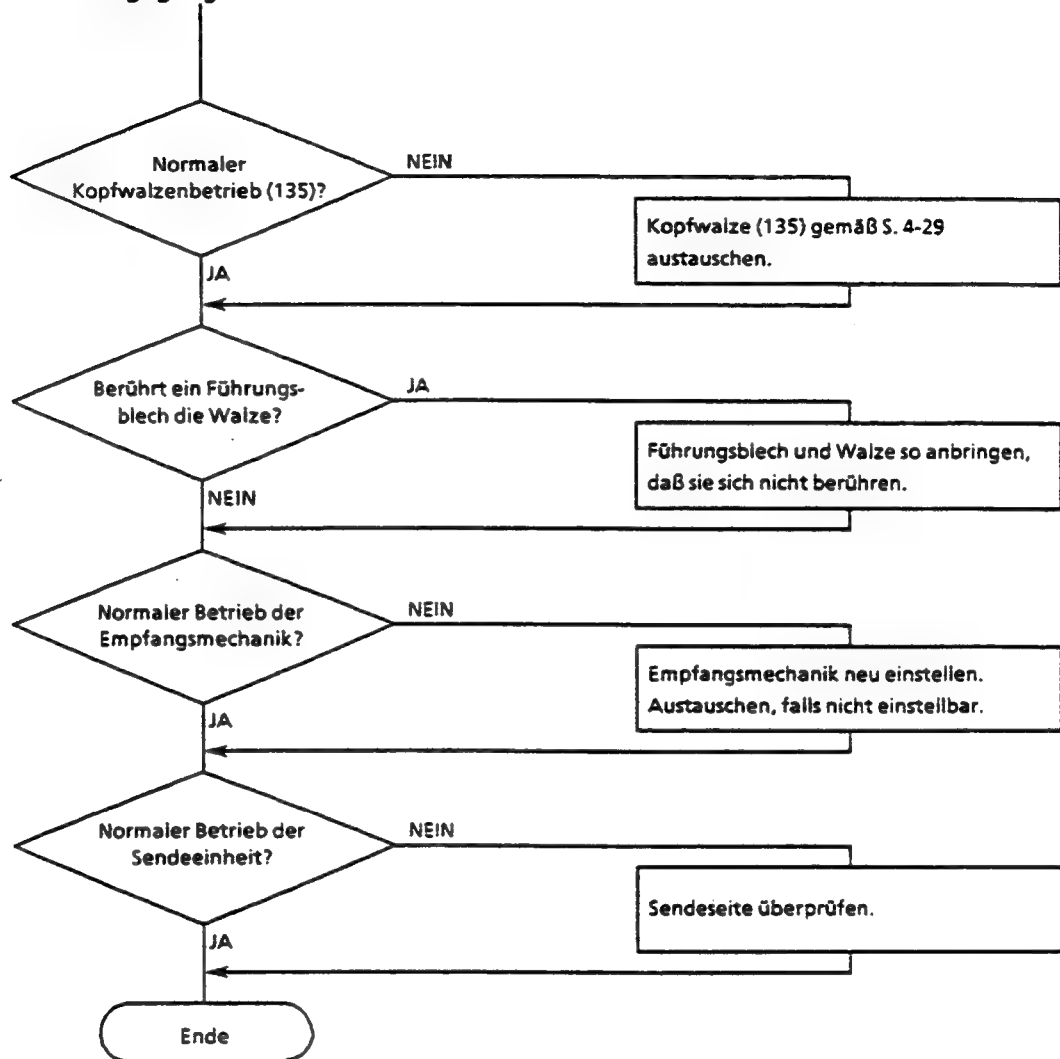 Normaler
Kopfwalzenbetrieb (135)?
NEIN
Kopfwalze (135) gemäß S. 4-29
austauschen.
JA
Berührt ein Führungs-
blech die Walze?
JA
Führungsblech und Walze so anbringen,
daß sie sich nicht berühren.
NEIN
Normaler Betrieb der
Empfangsmechanik?
NEIN
Empfangsmechanik neu einstellen.
Austauschen, falls nicht einstellbar.
JA
Normaler Betrieb der
Sendeeinheit?
NEIN
Sendeseite überprüfen.
JA
Ende